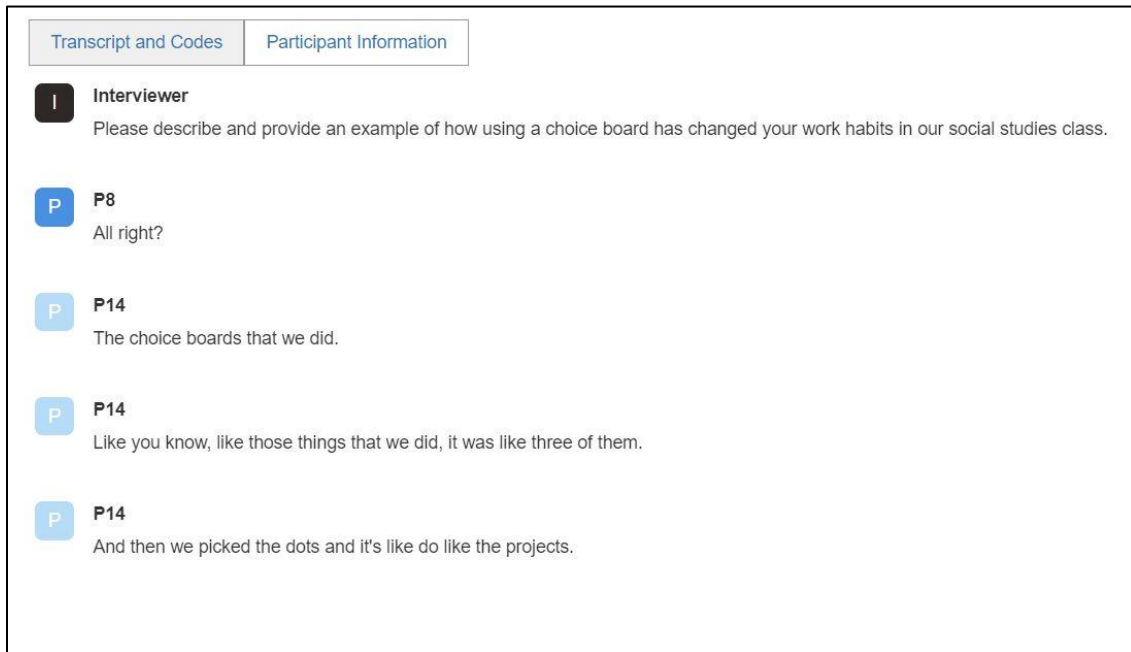 Transcript and Codes Participant Information
I Interviewer
Please describe and provide an example of how using a choice board has changed your work habits in our social studies class.
P P8
All right?
P P14
The choice boards that we did.
P P14
Like you know, like those things that we did, it was like three of them.
P P14
And then we picked the dots and it's like do like the projects.